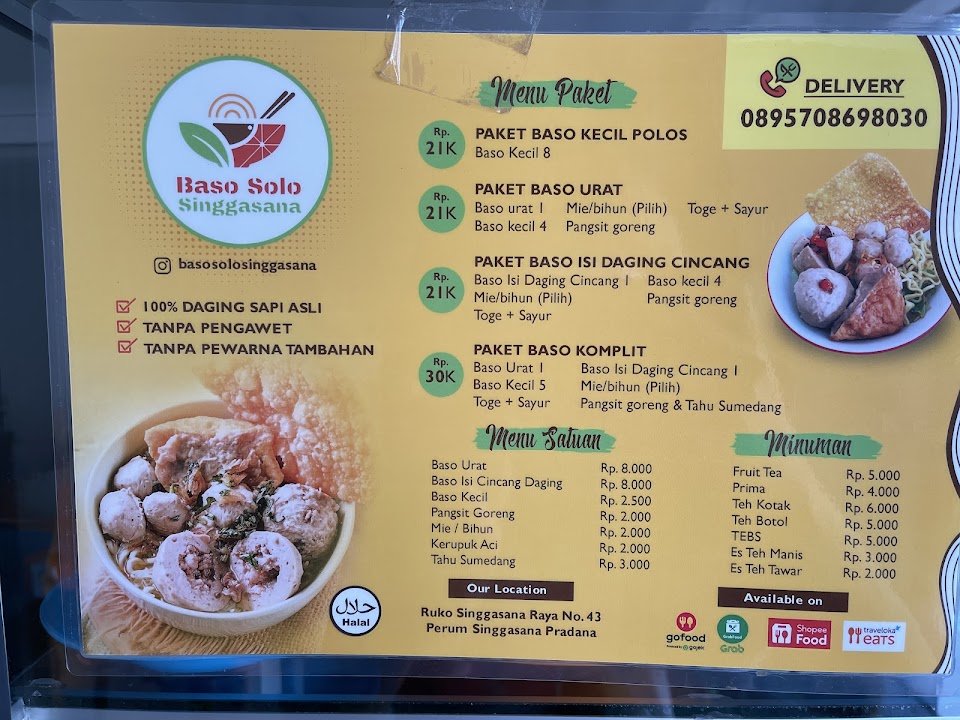 Baso Solo
Singgasana
basosolosinggasana
100% DAGING SAPI ASLI
TANPA PENGAWET
TANPA PEWARNA TAMBAHAN
حلال
Halal
Menu Paket
Rp. 21K
PAKET BASO KECIL POLOS
Baso Kecil 8
Rp. 21K
PAKET BASO URAT
Baso urat 1 Mie/bihun (Pilih) Toge + Sayur
Baso kecil 4 Pangsit goreng
Rp. 21K
PAKET BASO ISI DAGING CINCANG
Baso Isi Daging Cincang 1 Baso kecil 4
Mie/bihun (Pilih) Pangsit goreng
Toge + Sayur
Rp. 30K
PAKET BASO KOMPLIT
Baso Urat 1 Baso Isi Daging Cincang 1
Baso Kecil 5 Mie/bihun (Pilih)
Toge + Sayur Pangsit goreng & Tahu Sumedang
DELIVERY
0895708698030
Menu Satuan
Baso Urat Rp. 8.000
Baso Isi Cincang Daging Rp. 8.000
Baso Kecil Rp. 2.500
Pangsit Goreng Rp. 2.000
Mie / Bihun Rp. 2.000
Kerupuk Aci Rp. 2.000
Tahu Sumedang Rp. 3.000
Minuman
Fruit Tea Rp. 5.000
Prima Rp. 4.000
Teh Kotak Rp. 6.000
Teh Botol Rp. 5.000
TEBS Rp. 5.000
Es Teh Manis Rp. 3.000
Es Teh Tawar Rp. 2.000
Our Location
Ruko Singgasana Raya No. 43
Perum Singgasana Pradana
Available on
gofood
Powered by gojek
GrabFood
Grab
Shopee
Food
traveloka
eats